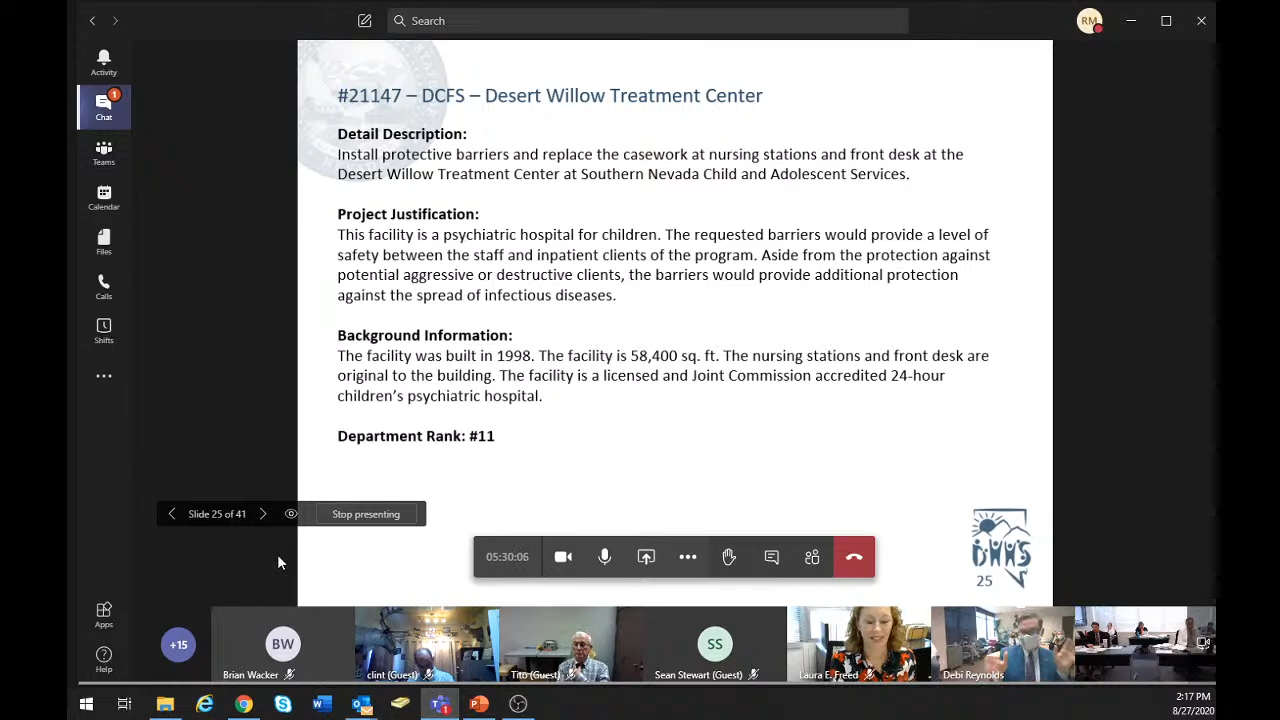 Search
RM
Activity
1
Chat
Teams
Calendar
Files
Calls
Shifts
#21147 – DCFS – Desert Willow Treatment Center
Detail Description:
Install protective barriers and replace the casework at nursing stations and front desk at the
Desert Willow Treatment Center at Southern Nevada Child and Adolescent Services.
Project Justification:
This facility is a psychiatric hospital for children. The requested barriers would provide a level of
safety between the staff and inpatient clients of the program. Aside from the protection against
potential aggressive or destructive clients, the barriers would provide additional protection
against the spread of infectious diseases.
Background Information:
The facility was built in 1998. The facility is 58,400 sq. ft. The nursing stations and front desk are
original to the building. The facility is a licensed and Joint Commission accredited 24-hour
children's psychiatric hospital.
Department Rank: #11
Slide 25 of 41
Stop presenting
05:30:06
DHHS
25
Apps
Help
+15
BW
Brian Wacker
clint (Guest)
Tito (Guest)
SS
Sean Stewart (Guest)
Laura E. Freed
Debi Reynolds
2:17 PM
8/27/2020